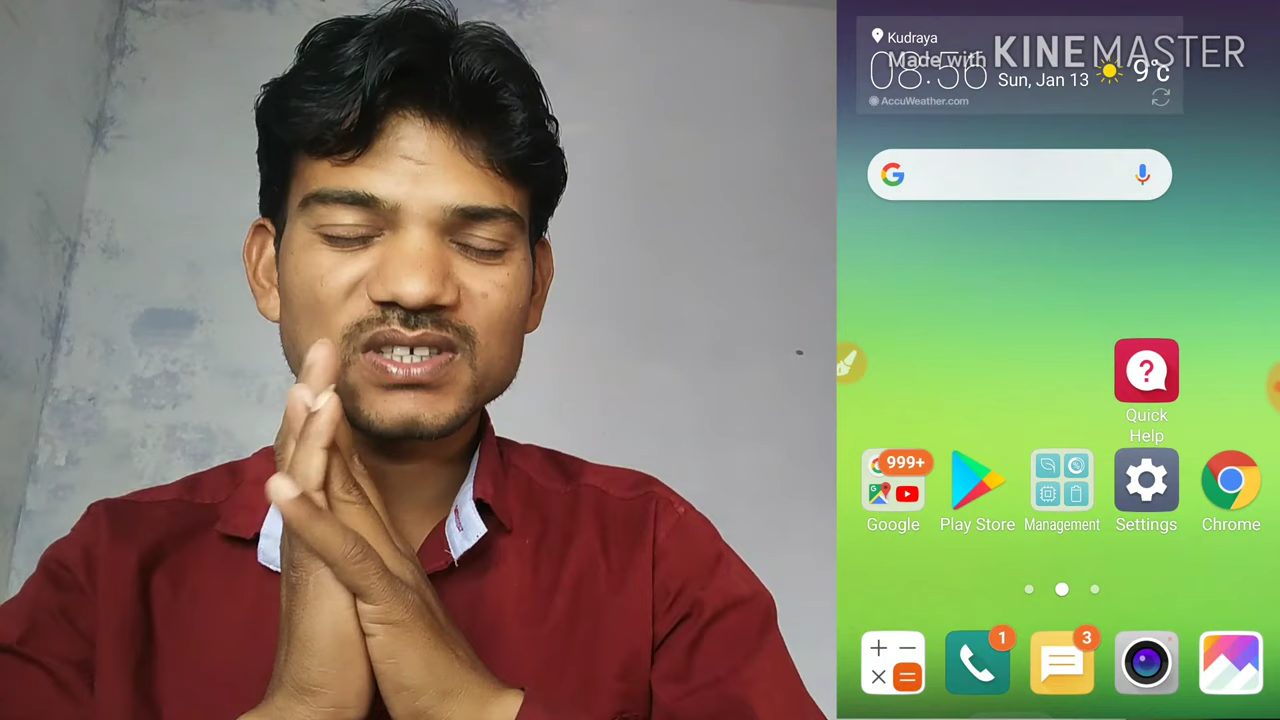 Kudraya
Made with KINEMASTER
08:56 Sun, Jan 13 9°c
AccuWeather.com
G
?
Quick
Help
999+
G
Google Play Store Management Settings Chrome
1 3